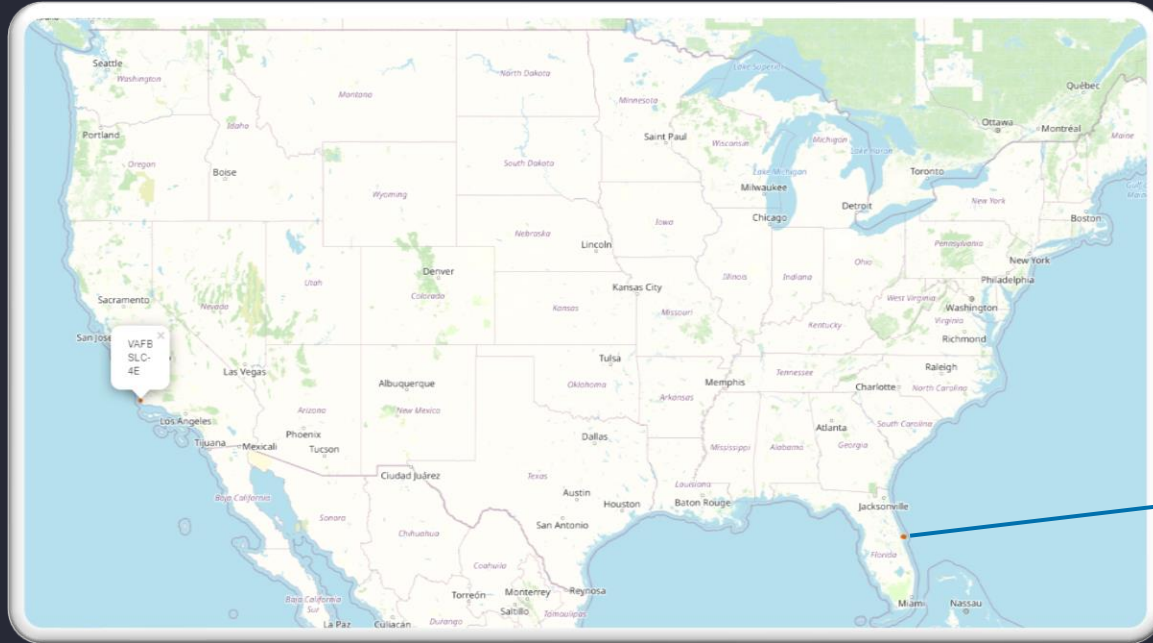 Seattle
Washington
Montana
North Dakota
Lake Superior
Québec
Minnesota
Ottawa
Montréal
Maine
Portland
Idaho
Saint Paul
Wisconsin
Michigan
Lake Huron
Oregon
Boise
South Dakota
Lake Michigan
Toronto
Wyoming
Milwaukee
Detroit
New York
Chicago
Boston
Nebraska
Iowa
Lincoln
Pennsylvania
New York
Ohio
Denver
Utah
Illinois
Indiana
Philadelphia
Sacramento
Nevada
Colorado
Kansas City
Kansas
Missouri
West Virginia
Washington
Virginia
Kentucky
San José
VAFB
SLC-
4E
×
Richmond
Las Vegas
Tulsa
Tennessee
Raleigh
Albuquerque
Oklahoma
Memphis
Charlotte
North Carolina
Arkansas
Los Angeles
Arizona
New Mexico
South Carolina
Atlanta
Phoenix
Tijuana
Mexicali
Tucson
Dallas
Mississippi
Alabama
Georgia
Ciudad Juárez
Texas
Louisiana
Baja California
Austin
Houston
Baton Rouge
Jacksonville
Sonora
San Antonio
Chihuahua
Florida
Coahuila
Baja California
Sur
Torreón
Monterrey
Reynosa
Saltillo
Tamaulipas
Miami
Nassau
La Paz
Culiacán
Durango